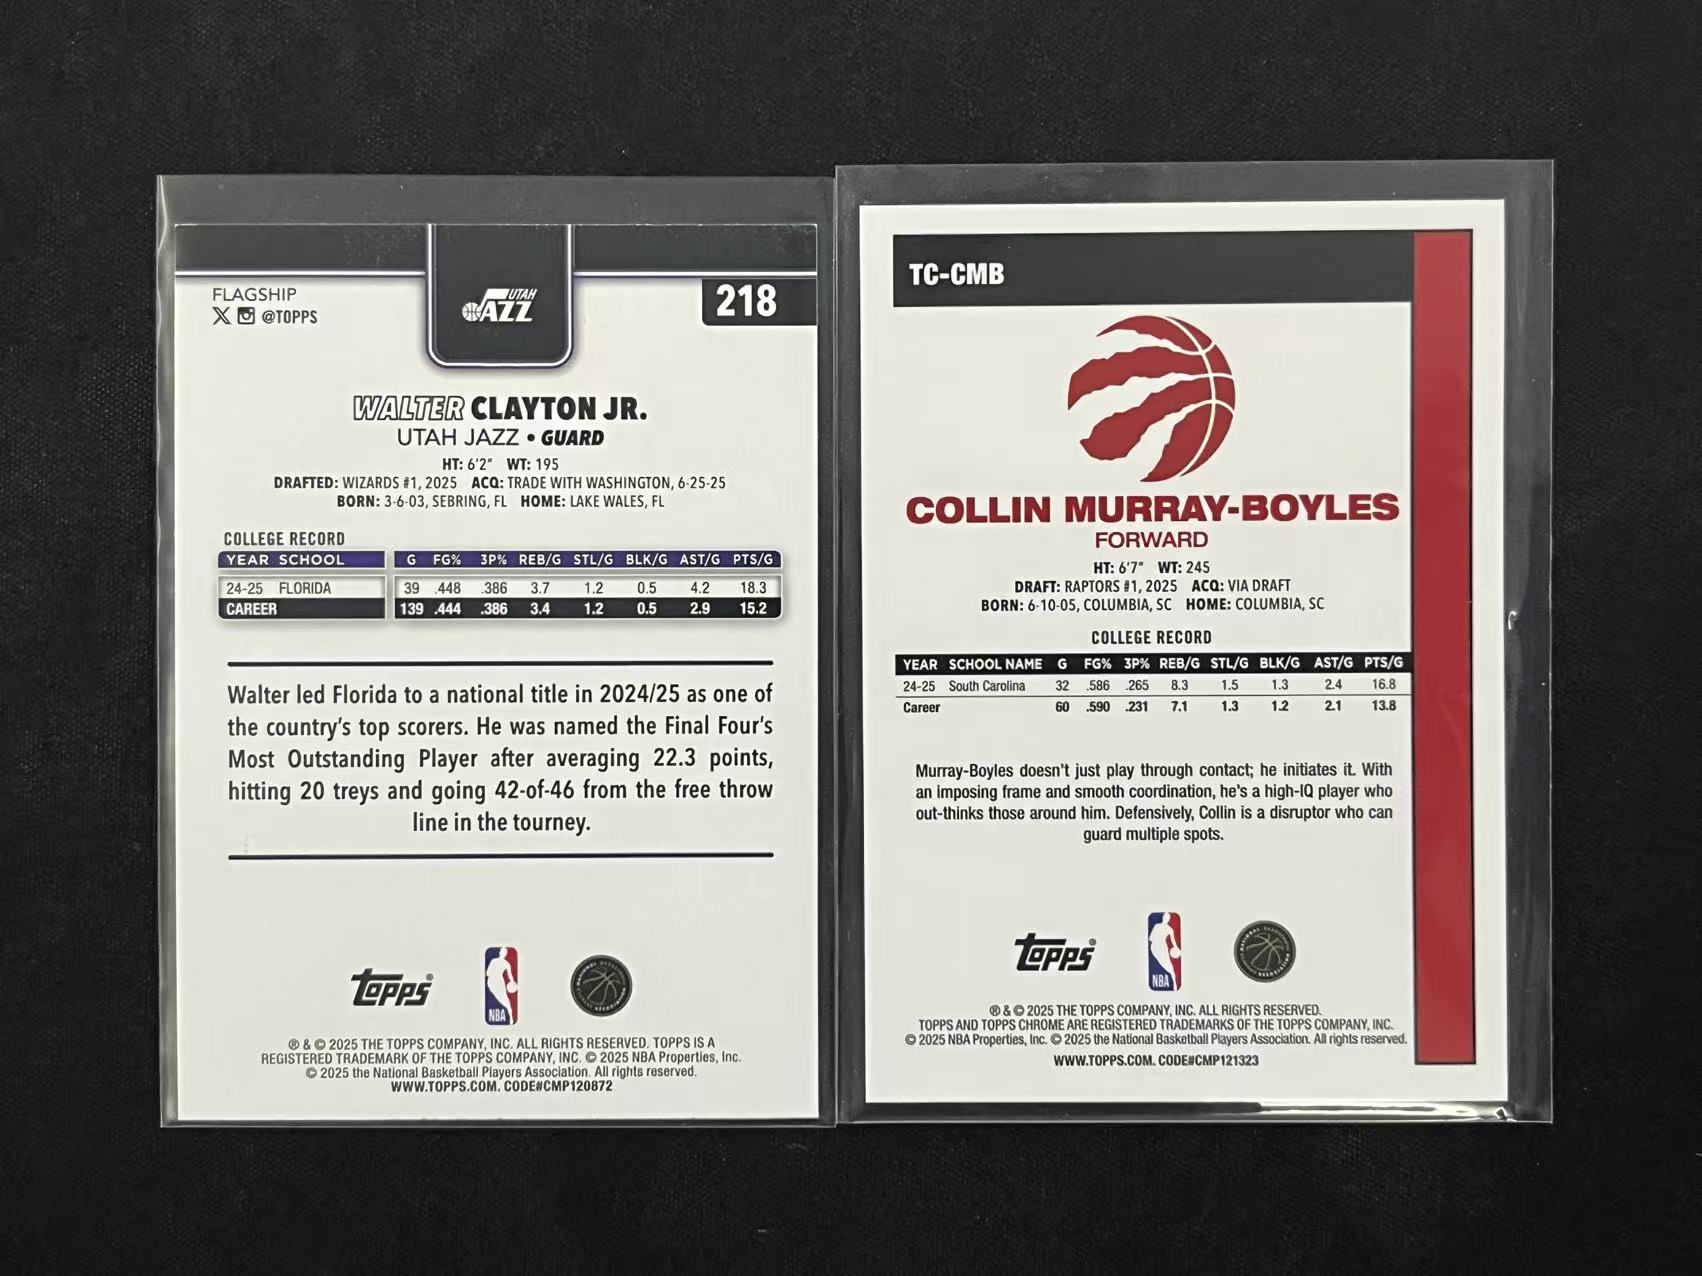 FLAGSHIP
@TOPPS
UTAH
JAZZ
218
WALTER CLAYTON JR.
UTAH JAZZ • GUARD
HT: 6'2" WT: 195
DRAFTED: WIZARDS #1, 2025 ACQ: TRADE WITH WASHINGTON, 6-25-25
BORN: 3-6-03, SEBRING, FL HOME: LAKE WALES, FL
COLLEGE RECORD
YEAR SCHOOL G FG% 3P% REB/G STL/G BLK/G AST/G PTS/G
24-25 FLORIDA 39 .448 .386 3.7 1.2 0.5 4.2 18.3
CAREER 139 .444 .386 3.4 1.2 0.5 2.9 15.2
Walter led Florida to a national title in 2024/25 as one of
the country's top scorers. He was named the Final Four's
Most Outstanding Player after averaging 22.3 points,
hitting 20 treys and going 42-of-46 from the free throw
line in the tourney.
Topps®
NBA
® & © 2025 THE TOPPS COMPANY, INC. ALL RIGHTS RESERVED. TOPPS IS A
REGISTERED TRADEMARK OF THE TOPPS COMPANY, INC. © 2025 NBA Properties, Inc.
© 2025 the National Basketball Players Association. All rights reserved.
WWW.TOPPS.COM. CODE#CMP120872
TC-CMB
COLLIN MURRAY-BOYLES
FORWARD
HT: 6'7" WT: 245
DRAFT: RAPTORS #1, 2025 ACQ: VIA DRAFT
BORN: 6-10-05, COLUMBIA, SC HOME: COLUMBIA, SC
COLLEGE RECORD
YEAR SCHOOL NAME G FG% 3P% REB/G STL/G BLK/G AST/G PTS/G
24-25 South Carolina 32 .586 .265 8.3 1.5 1.3 2.4 16.8
Career 60 .590 .231 7.1 1.3 1.2 2.1 13.8
Murray-Boyles doesn't just play through contact; he initiates it. With
an imposing frame and smooth coordination, he's a high-IQ player who
out-thinks those around him. Defensively, Collin is a disruptor who can
guard multiple spots.
Topps®
NBA
® & © 2025 THE TOPPS COMPANY, INC. ALL RIGHTS RESERVED.
TOPPS AND TOPPS CHROME ARE REGISTERED TRADEMARKS OF THE TOPPS COMPANY, INC.
© 2025 NBA Properties, Inc. © 2025 the National Basketball Players Association. All rights reserved.
WWW.TOPPS.COM. CODE#CMP121323